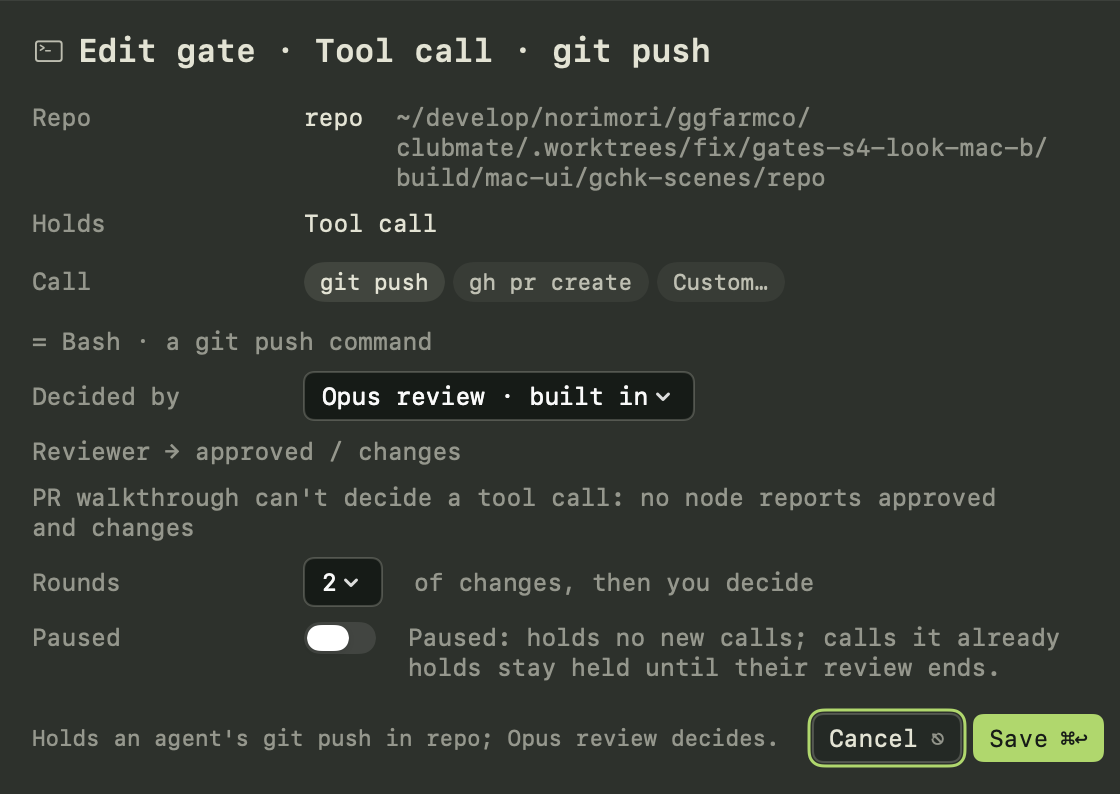 Edit gate · Tool call · git push
Repo repo ~/develop/norimori/ggfarmco/
clubmate/.worktrees/fix/gates-s4-look-mac-b/
build/mac-ui/gchk-scenes/repo
Holds Tool call
Call git push gh pr create Custom…
= Bash · a git push command
Decided by Opus review · built in
Reviewer → approved / changes
PR walkthrough can't decide a tool call: no node reports approved
and changes
Rounds 2 of changes, then you decide
Paused Paused: holds no new calls; calls it already
holds stay held until their review ends.
Holds an agent's git push in repo; Opus review decides. Cancel ⎋ Save ⌘↩